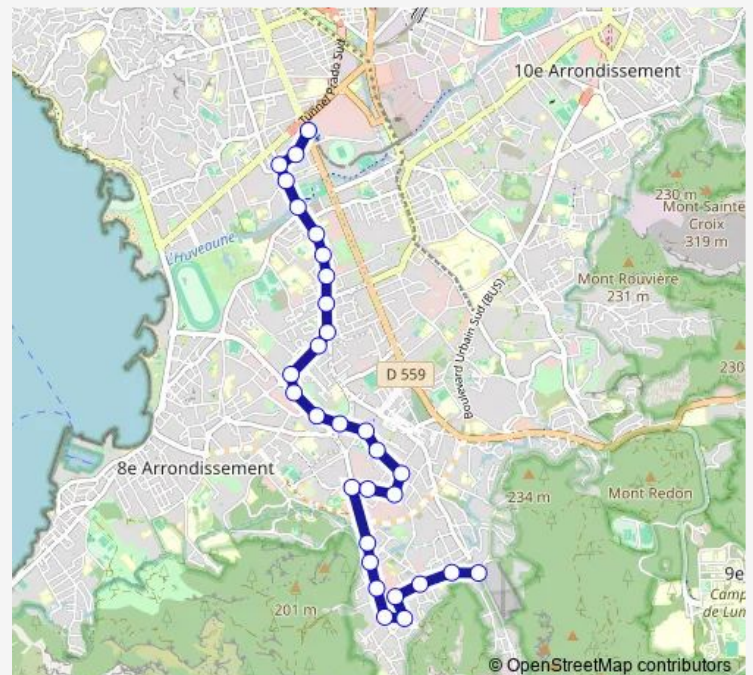 Tunnel Prado Sud
10e Arrondissement
L'Huveaune
230 m
Mont Sainte
Croix
319 m
Mont Rouvière
231 m
Boulevard Urbain Sud (BUS)
230
D 559
8e Arrondissement
234 m
Mont Redon
201 m
9e
Camp
de Lun
© OpenStreetMap contributors